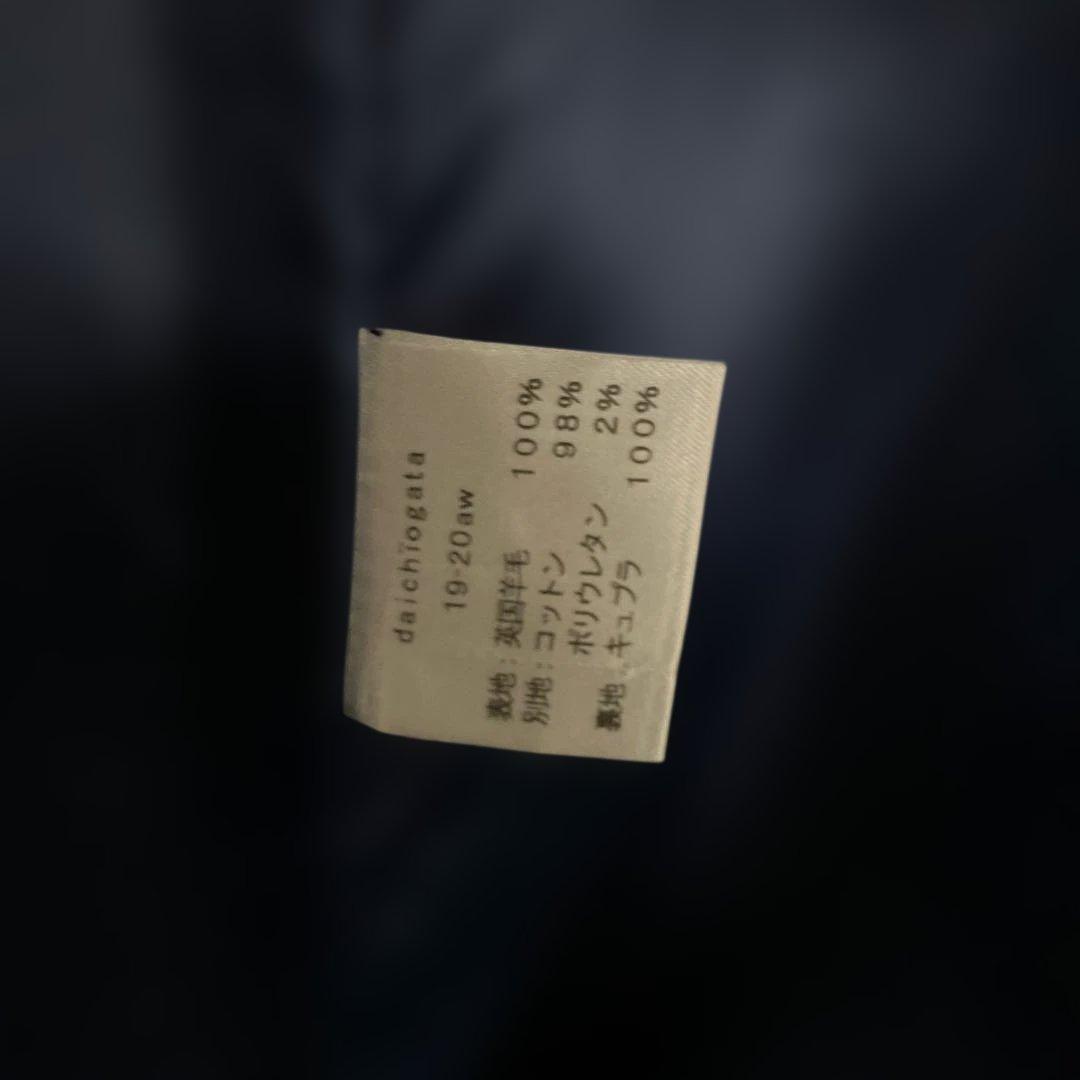 daichïogata
19-20aw
表地：英国羊毛 100%
別地：コットン 98%
ポリウレタン 2%
裏地：キュプラ 100%